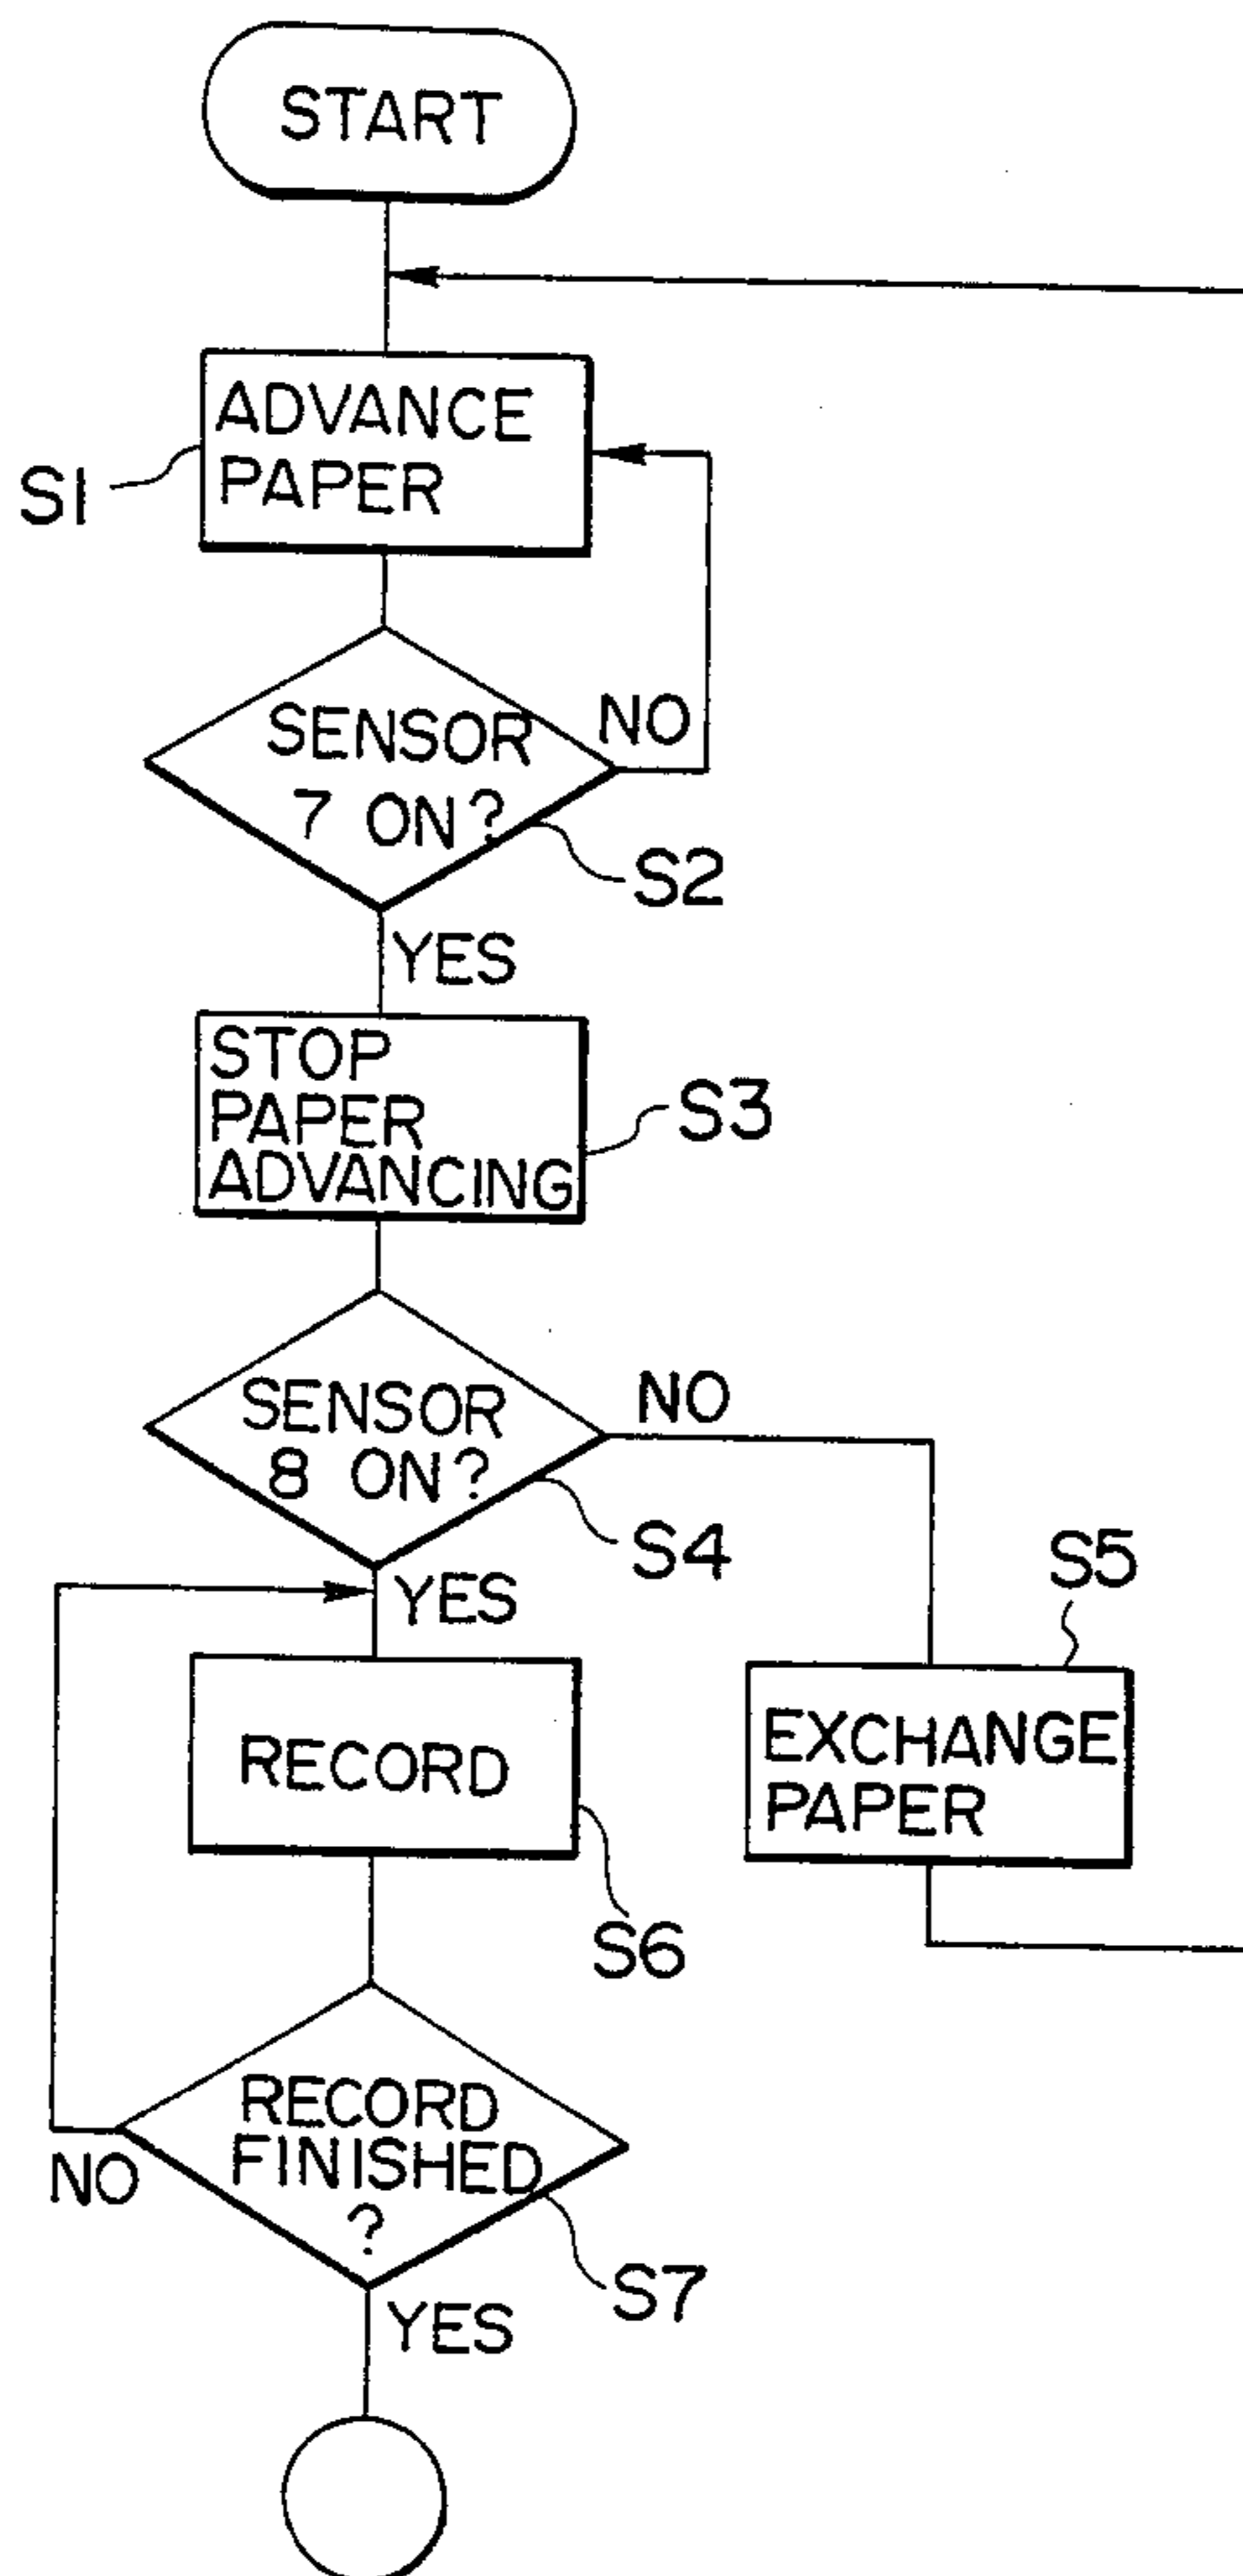 START
ADVANCE
PAPER
S1
SENSOR
7 ON?
NO
S2
YES
STOP
PAPER
ADVANCING
S3
SENSOR
8 ON?
NO
S4
YES
S5
RECORD
EXCHANGE
PAPER
S6
RECORD
FINISHED
?
NO
S7
YES